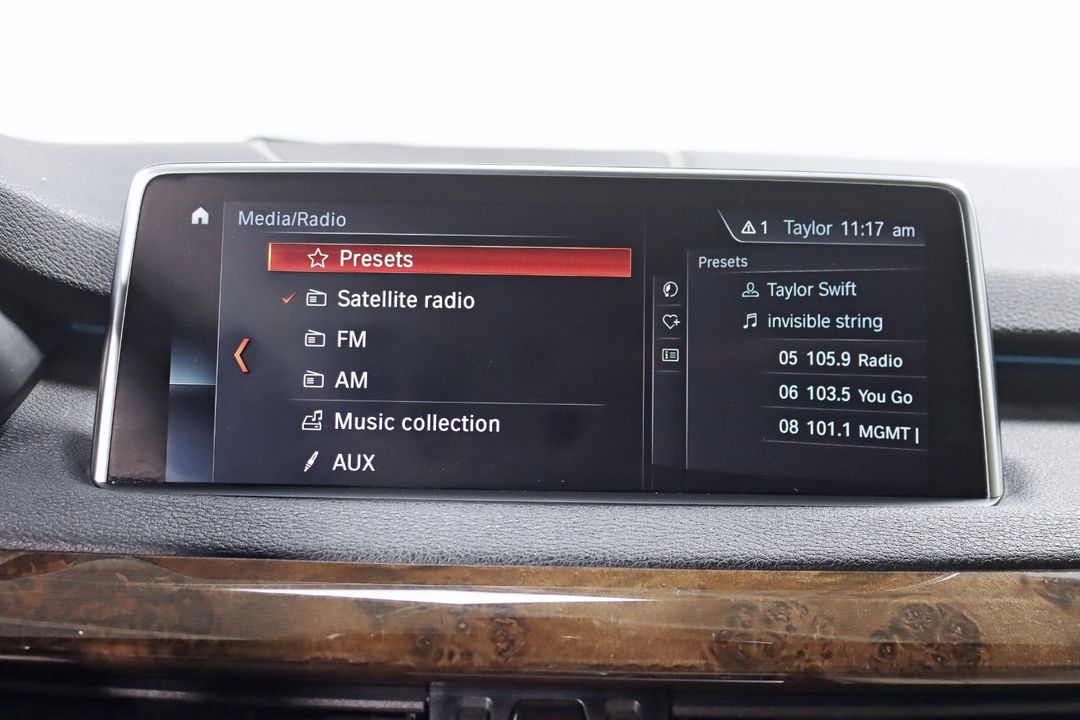 Media/Radio
1 Taylor 11:17 am
Presets
Satellite radio
FM
AM
Music collection
AUX
Presets
Taylor Swift
invisible string
05 105.9 Radio
06 103.5 You Go
08 101.1 MGMT |